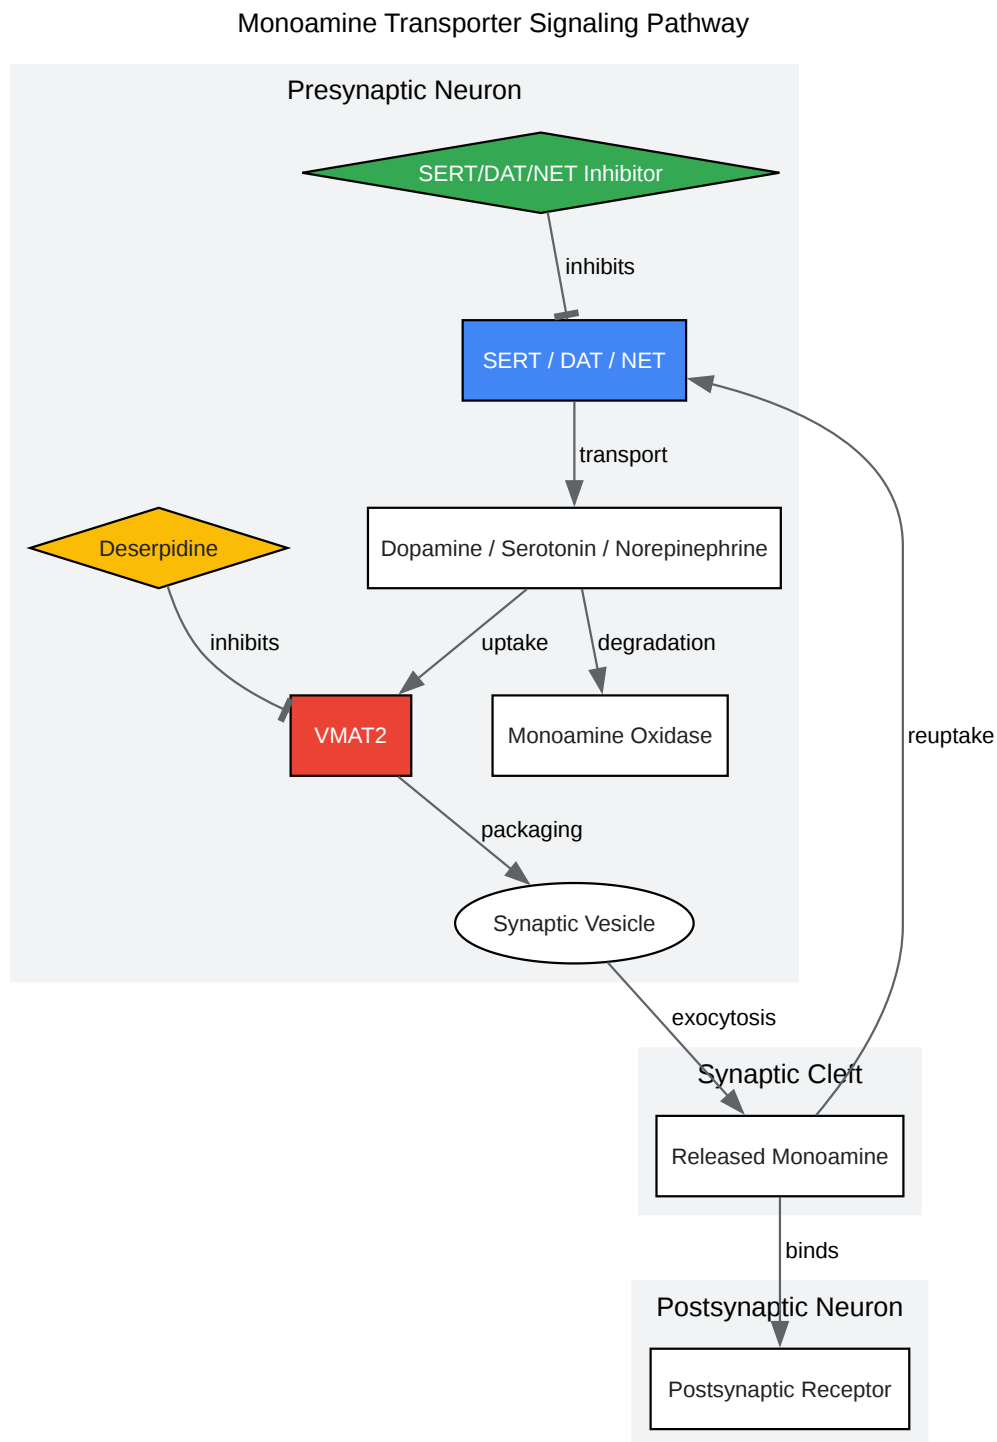 Monoamine Transporter Signaling Pathway
Presynaptic Neuron
SERT/DAT/NET Inhibitor
inhibits
SERT / DAT / NET
transport
Deserpidine
Dopamine / Serotonin / Norepinephrine
inhibits
uptake
degradation
VMAT2
Monoamine Oxidase
reuptake
packaging
Synaptic Vesicle
exocytosis
Synaptic Cleft
Released Monoamine
binds
Postsynaptic Neuron
Postsynaptic Receptor